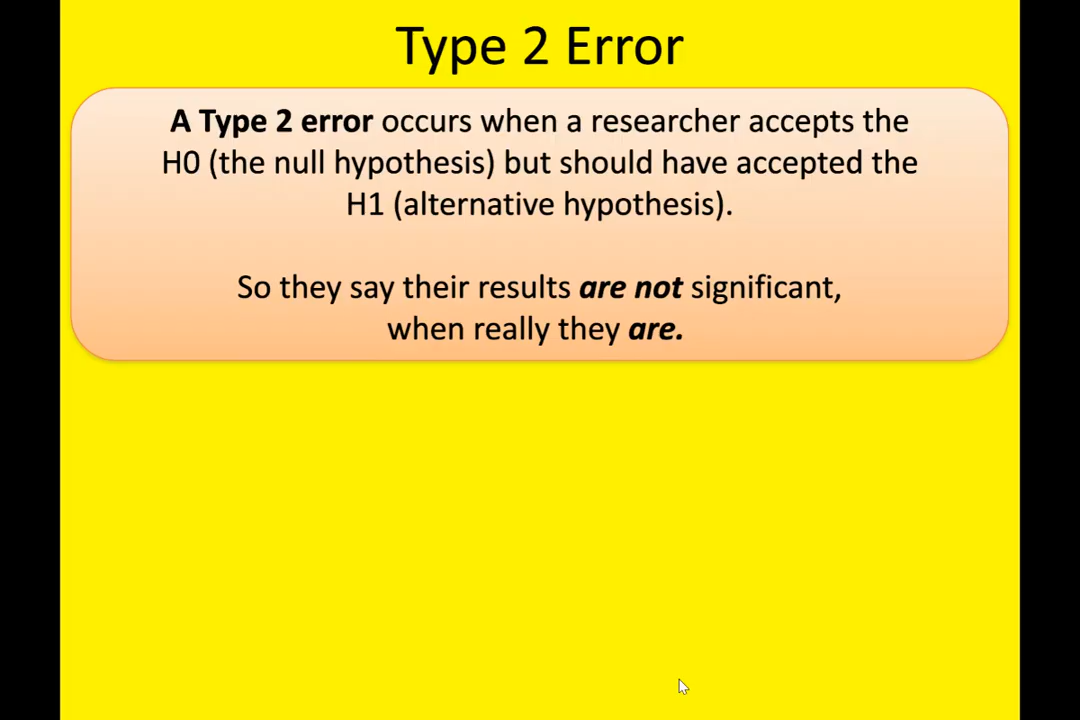 Type 2 Error
A Type 2 error occurs when a researcher accepts the
H0 (the null hypothesis) but should have accepted the
H1 (alternative hypothesis).
So they say their results are not significant,
when really they are.